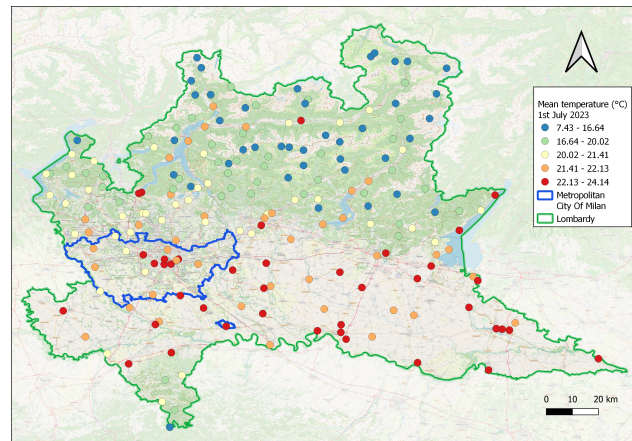 Mean temperature (°C)
1st July 2023
7.43 - 16.64
16.64 - 20.02
20.02 - 21.41
21.41 - 22.13
22.13 - 24.14
Metropolitan
City Of Milan
Lombardy
0 10 20 km